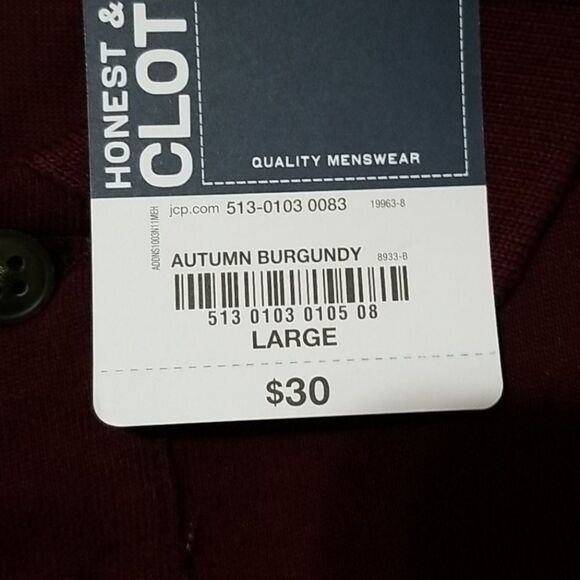 HONEST &
CLOT
QUALITY MENSWEAR
ADDNS1003N11MEH
jcp.com 513-0103 0083 19963-8
AUTUMN BURGUNDY 8933-B
513 0103 0105 08
LARGE
$30